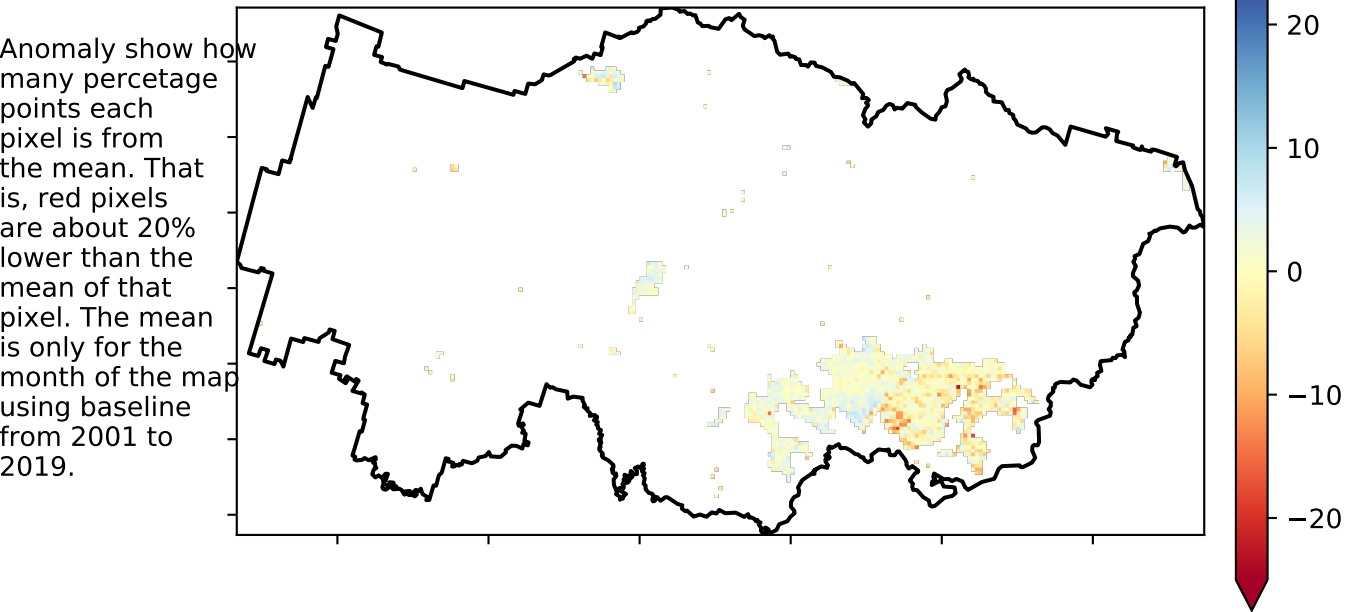 Anomaly show how
many percetage
points each
pixel is from
the mean. That
is, red pixels
are about 20%
lower than the
mean of that
pixel. The mean
is only for the
month of the map
using baseline
from 2001 to
2019.
20
10
0
−10
−20